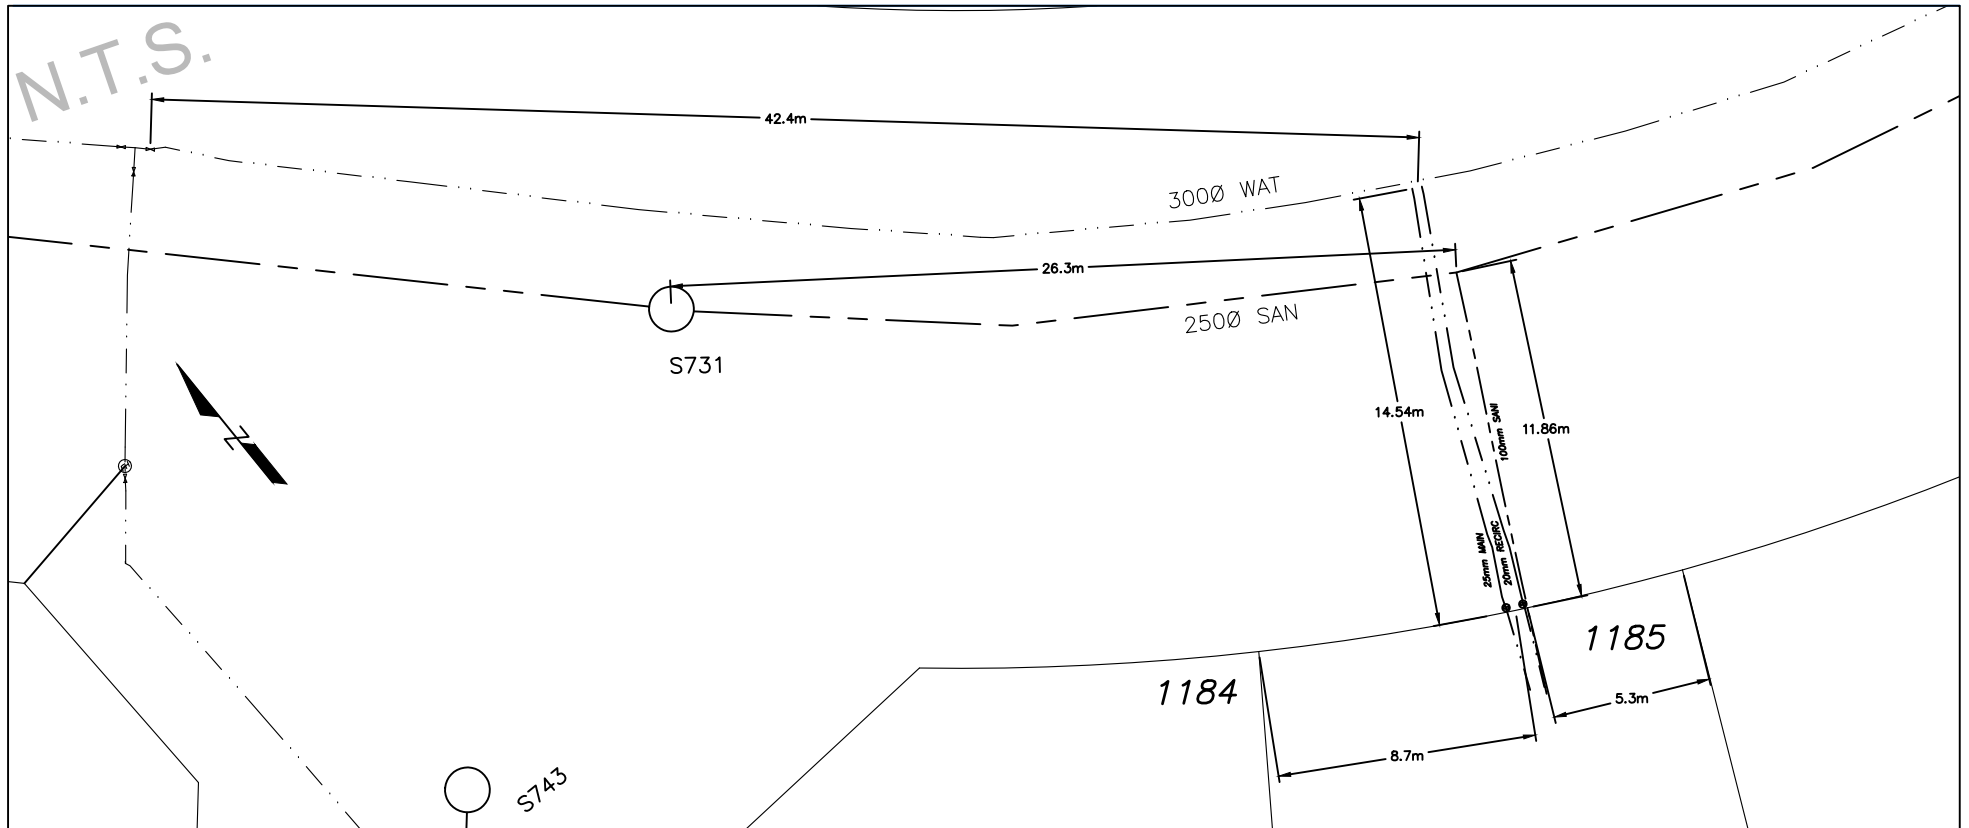 N.T.S.
42.4m
300Ø WAT
26.3m
250Ø SAN
S731
N
14.54m
100mm SANI
11.86m
25mm MAIN
20mm RECIRC
1185
1184
5.3m
8.7m
S743